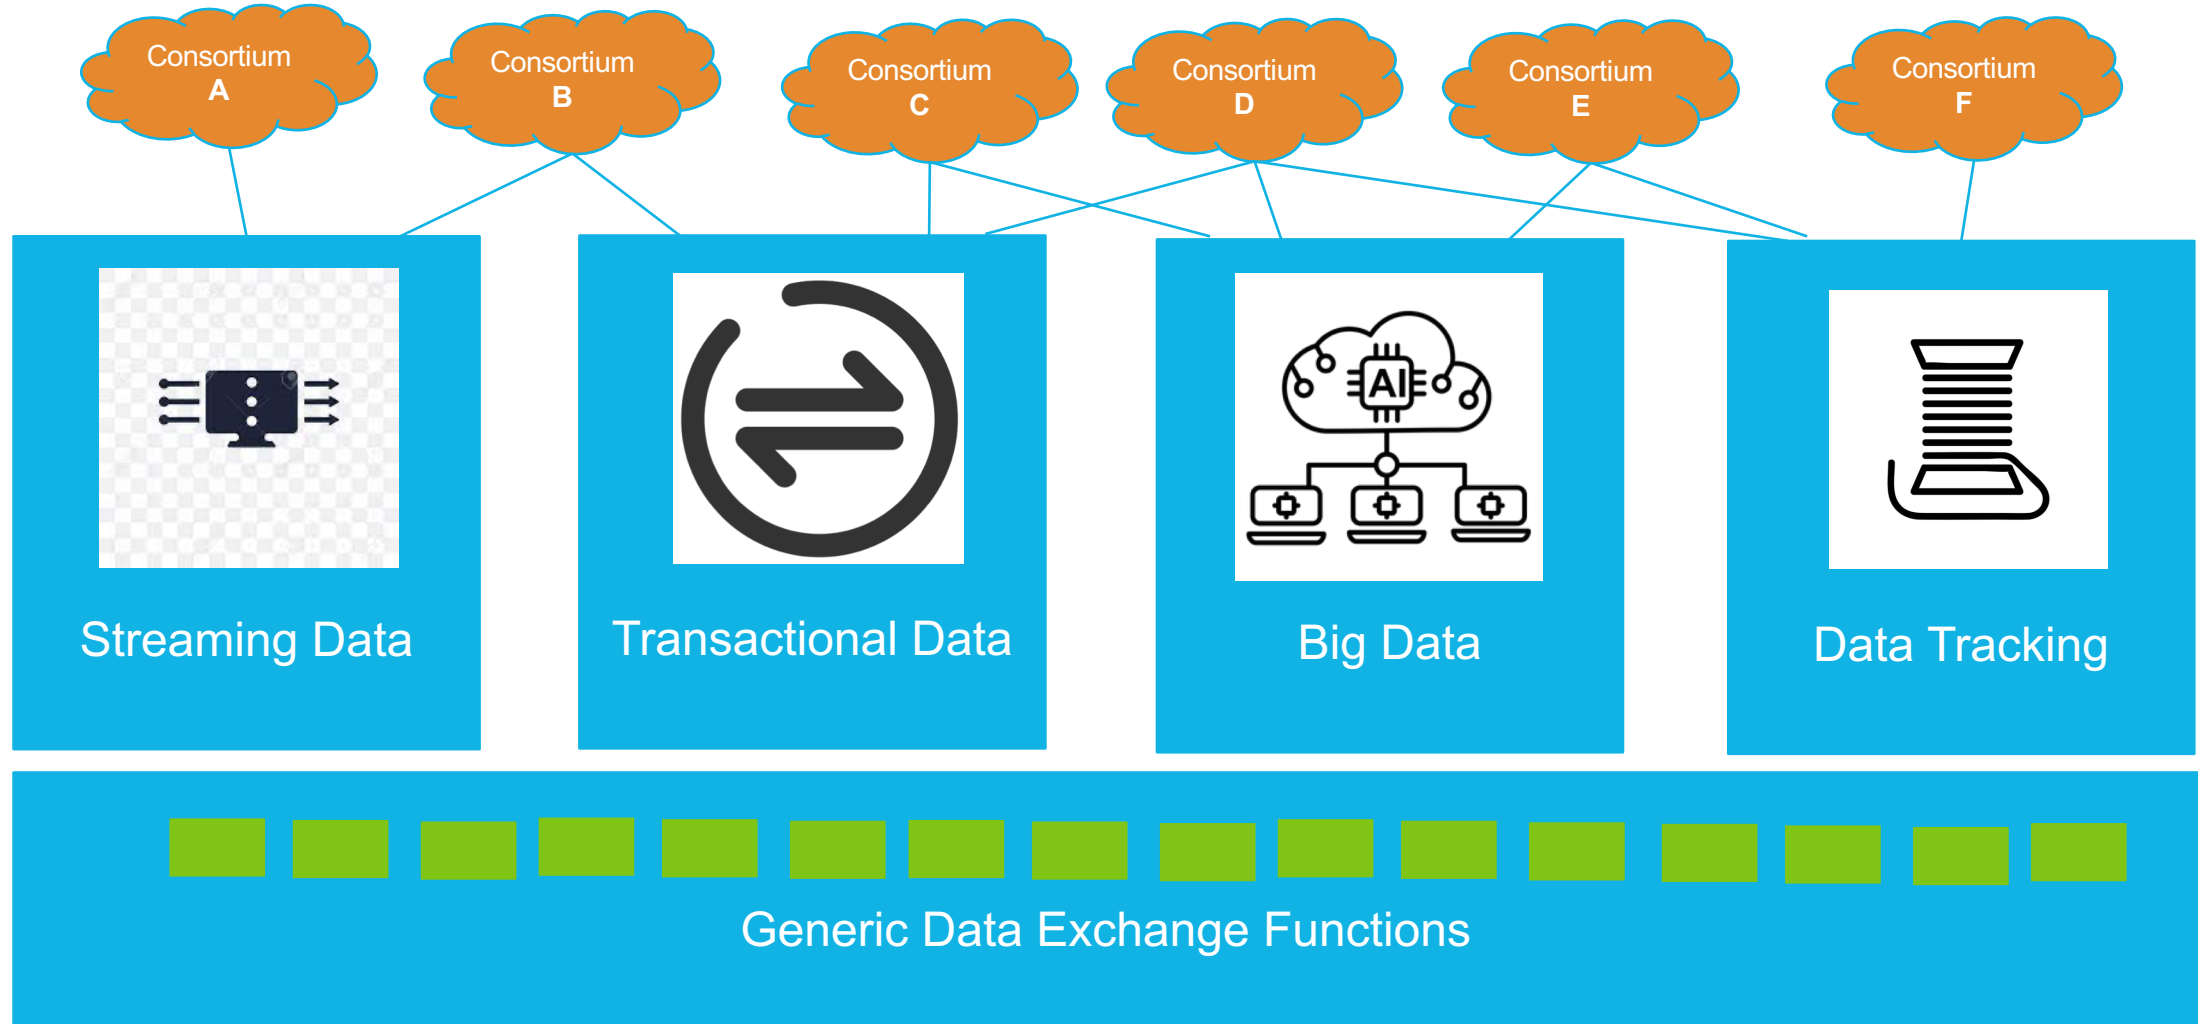 Consortium
A
Consortium
B
Consortium
C
Consortium
D
Consortium
E
Consortium
F
AI
Streaming Data
Transactional Data
Big Data
Data Tracking
Generic Data Exchange Functions